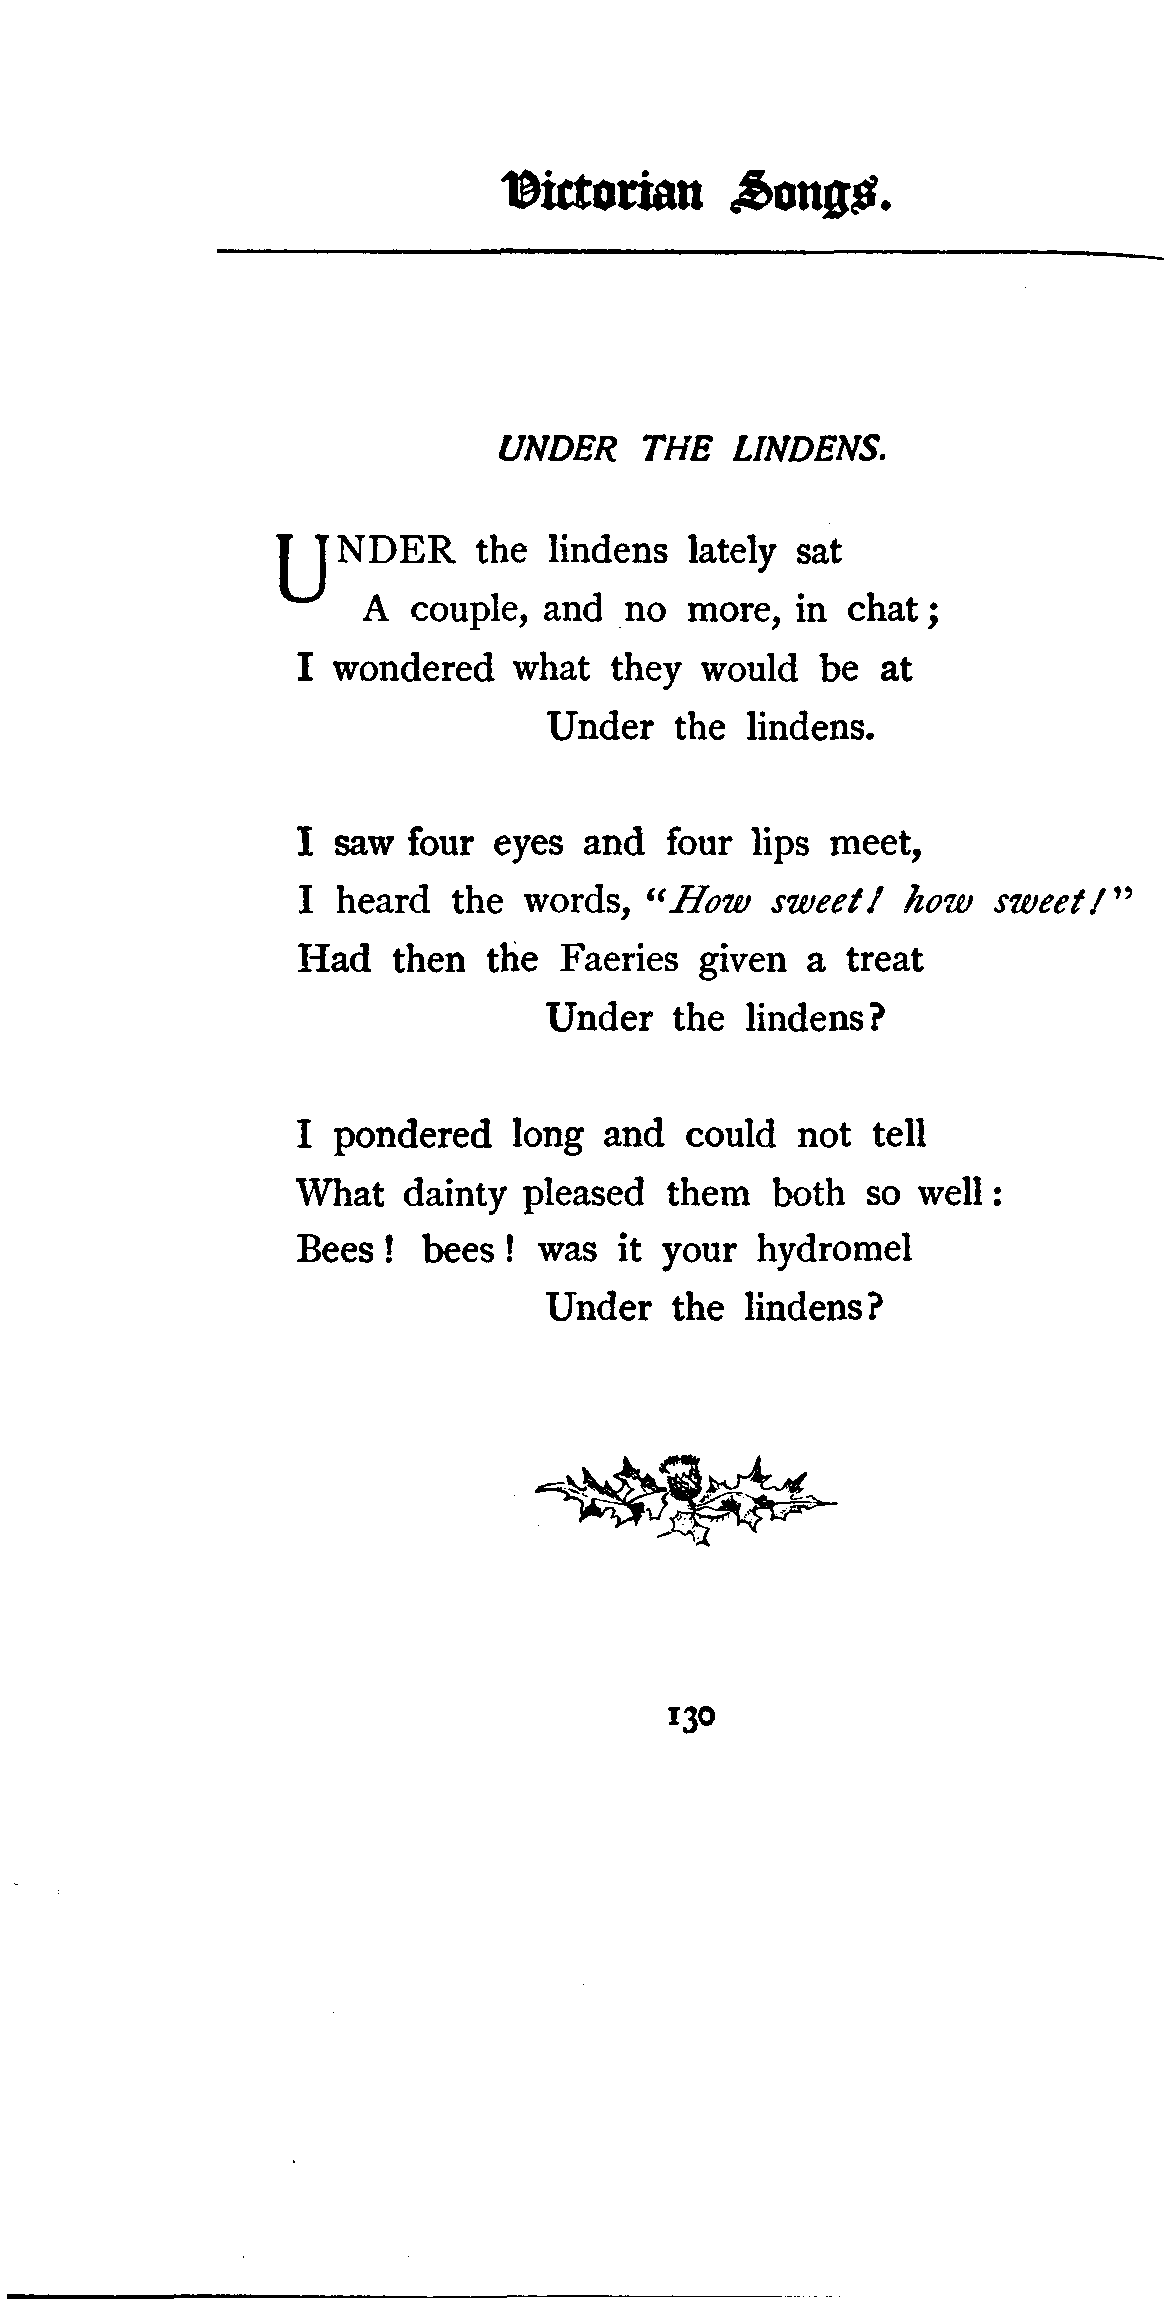 Victorian Songs.
UNDER THE LINDENS.
UNDER the lindens lately sat
A couple, and no more, in chat;
I wondered what they would be at
Under the lindens.
I saw four eyes and four lips meet,
I heard the words, "How sweet! how sweet!"
Had then the Faeries given a treat
Under the lindens?
I pondered long and could not tell
What dainty pleased them both so well:
Bees! bees! was it your hydromel
Under the lindens?
130